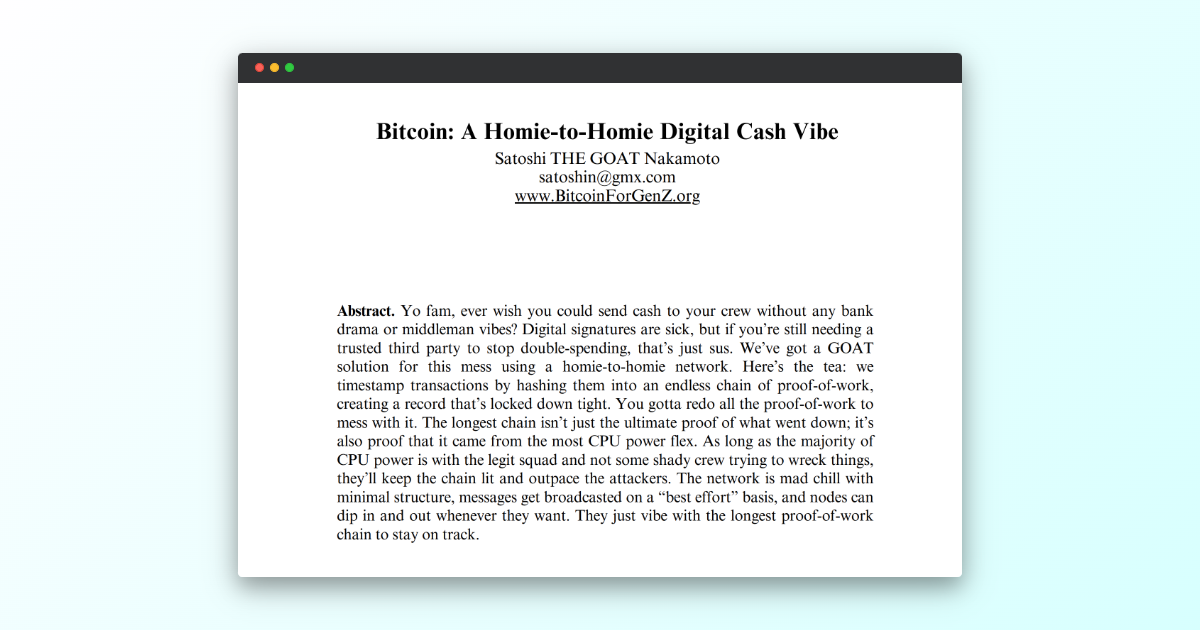 Bitcoin: A Homie-to-Homie Digital Cash Vibe
Satoshi THE GOAT Nakamoto
satoshin@gmx.com
www.BitcoinForGenZ.org
Abstract. Yo fam, ever wish you could send cash to your crew without any bank
drama or middleman vibes? Digital signatures are sick, but if you’re still needing a
trusted third party to stop double-spending, that’s just sus. We’ve got a GOAT
solution for this mess using a homie-to-homie network. Here’s the tea: we
timestamp transactions by hashing them into an endless chain of proof-of-work,
creating a record that’s locked down tight. You gotta redo all the proof-of-work to
mess with it. The longest chain isn’t just the ultimate proof of what went down; it’s
also proof that it came from the most CPU power flex. As long as the majority of
CPU power is with the legit squad and not some shady crew trying to wreck things,
they’ll keep the chain lit and outpace the attackers. The network is mad chill with
minimal structure, messages get broadcasted on a “best effort” basis, and nodes can
dip in and out whenever they want. They just vibe with the longest proof-of-work
chain to stay on track.